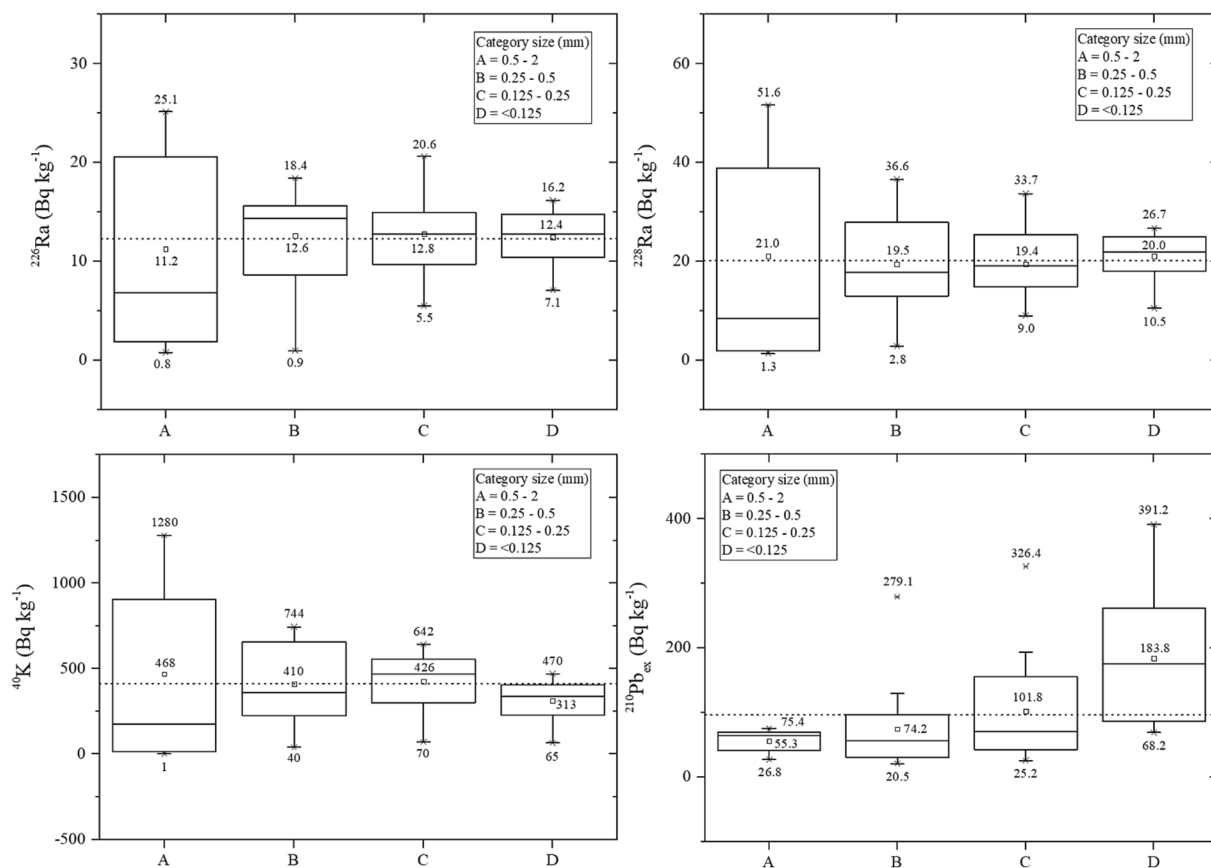 30
20
10
0
²²⁶Ra (Bq kg⁻¹)
Category size (mm)
A = 0.5 - 2
B = 0.25 - 0.5
C = 0.125 - 0.25
D = <0.125
25.1
18.4
20.6
16.2
11.2
12.6
12.8
12.4
0.8
0.9
5.5
7.1
A B C D
60
40
20
0
²²⁸Ra (Bq kg⁻¹)
Category size (mm)
A = 0.5 - 2
B = 0.25 - 0.5
C = 0.125 - 0.25
D = <0.125
51.6
36.6
33.7
26.7
21.0
19.5
19.4
20.0
1.3
2.8
9.0
10.5
A B C D
1500
1000
500
0
-500
⁴⁰K (Bq kg⁻¹)
Category size (mm)
A = 0.5 - 2
B = 0.25 - 0.5
C = 0.125 - 0.25
D = <0.125
1280
744
642
470
468
410
426
313
1
40
70
65
A B C D
400
200
0
²¹⁰Pbₑₓ (Bq kg⁻¹)
Category size (mm)
A = 0.5 - 2
B = 0.25 - 0.5
C = 0.125 - 0.25
D = <0.125
75.4
279.1
326.4
391.2
55.3
74.2
101.8
183.8
26.8
20.5
25.2
68.2
A B C D